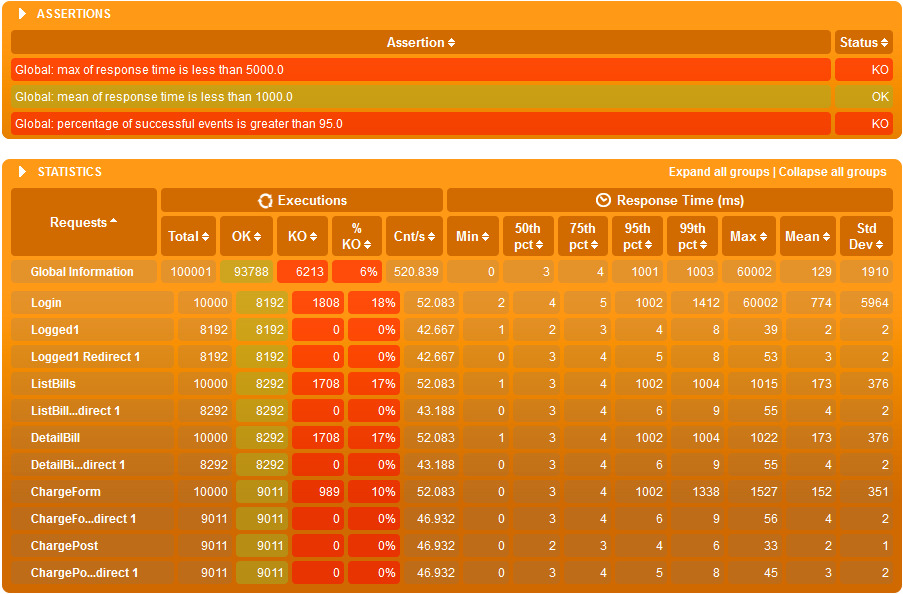 ASSERTIONS
Assertion Status
Global: max of response time is less than 5000.0 KO
Global: mean of response time is less than 1000.0 OK
Global: percentage of successful events is greater than 95.0 KO
STATISTICS Expand all groups | Collapse all groups
Requests Executions Response Time (ms)
Total OK KO % KO Cnt/s Min 50th pct 75th pct 95th pct 99th pct Max Mean Std Dev
Global Information 100001 93788 6213 6% 520.839 0 3 4 1001 1003 60002 129 1910
Login 10000 8192 1808 18% 52.083 2 4 5 1002 1412 60002 774 5964
Logged1 8192 8192 0 0% 42.667 1 2 3 4 8 39 2 2
Logged1 Redirect 1 8192 8192 0 0% 42.667 0 3 4 5 8 53 3 2
ListBills 10000 8292 1708 17% 52.083 1 3 4 1002 1004 1015 173 376
ListBill...direct 1 8292 8292 0 0% 43.188 0 3 4 6 9 55 4 2
DetailBill 10000 8292 1708 17% 52.083 1 3 4 1002 1004 1022 173 376
DetailBi...direct 1 8292 8292 0 0% 43.188 0 3 4 6 9 55 4 2
ChargeForm 10000 9011 989 10% 52.083 0 3 4 1002 1338 1527 152 351
ChargeFo...direct 1 9011 9011 0 0% 46.932 0 3 4 6 9 56 4 2
ChargePost 9011 9011 0 0% 46.932 0 2 3 4 6 33 2 1
ChargePo...direct 1 9011 9011 0 0% 46.932 0 3 4 5 8 45 3 2